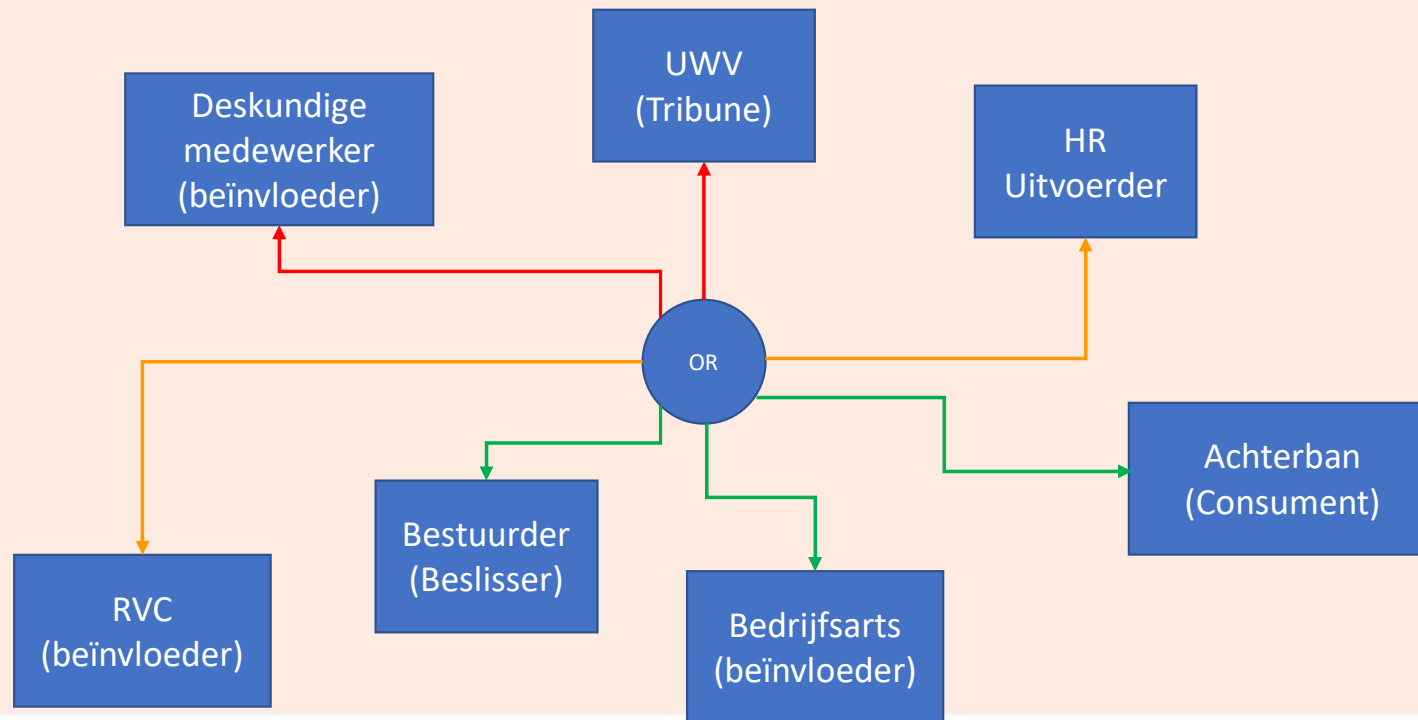 UWV
(Tribune)
Deskundige
medewerker
(beïnvloeder)
HR
Uitvoerder
OR
Achterban
(Consument)
Bestuurder
(Beslisser)
RVC
(beïnvloeder)
Bedrijfsarts
(beïnvloeder)